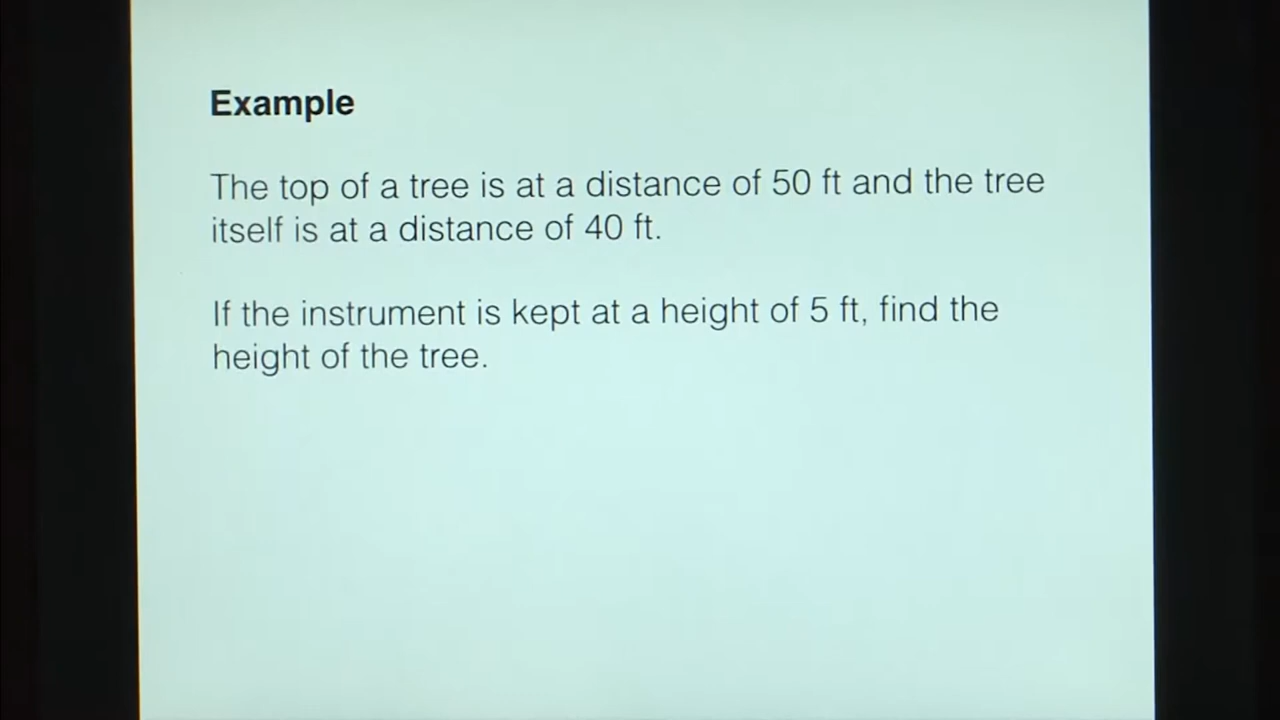 Example
The top of a tree is at a distance of 50 ft and the tree
itself is at a distance of 40 ft.
If the instrument is kept at a height of 5 ft, find the
height of the tree.